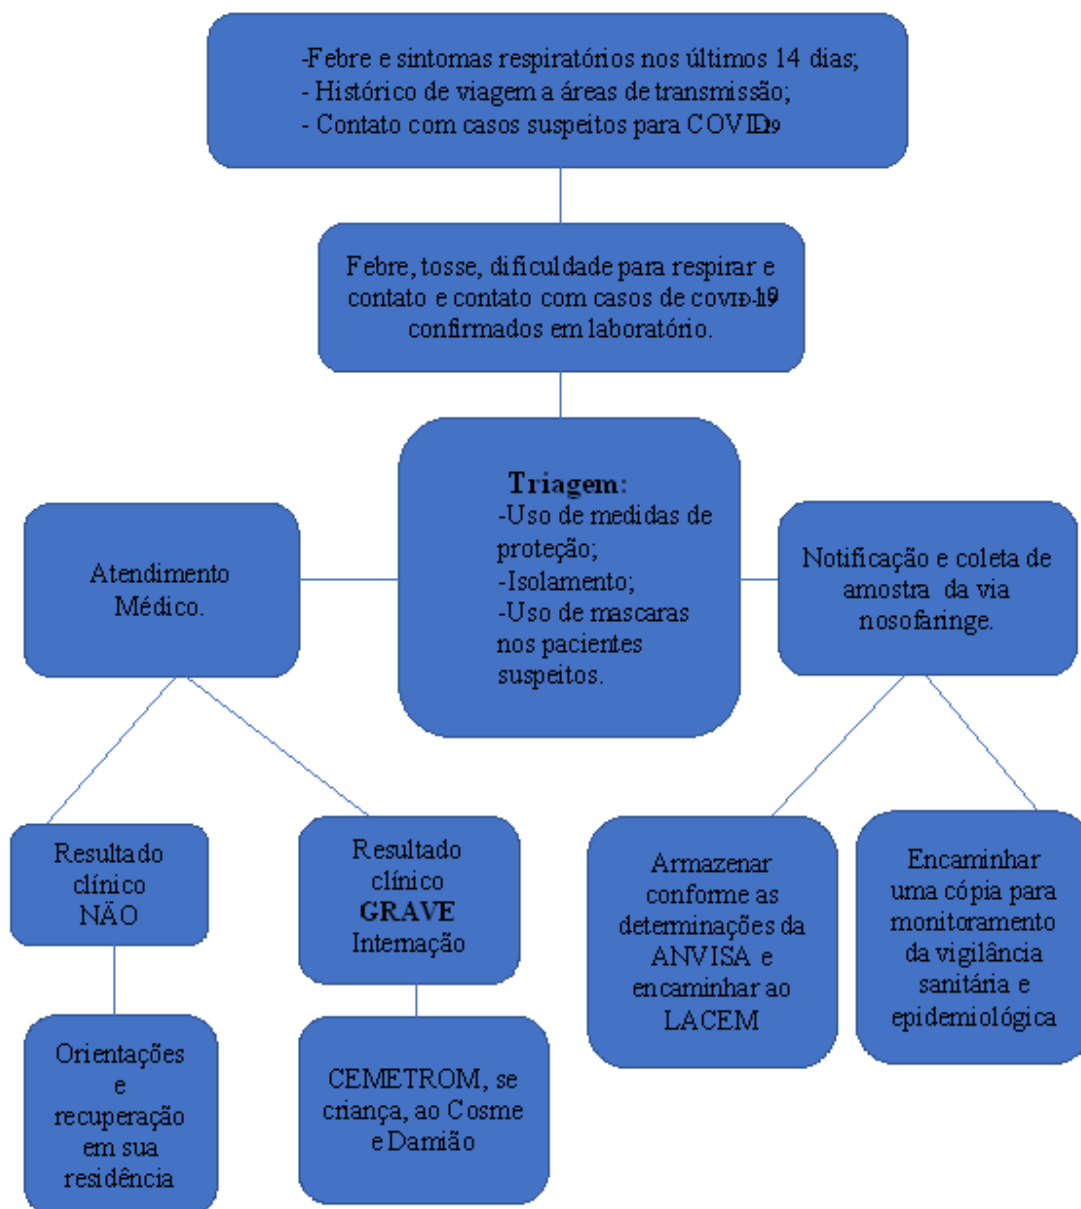 -Febre e sintomas respiratórios nos últimos 14 dias;
- Histórico de viagem a áreas de transmissão;
- Contato com casos suspeitos para COVID-19
Febre, tosse, dificuldade para respirar e
contato e contato com casos de COVID-19
confirmados em laboratório.
Triagem:
-Uso de medidas de
proteção;
-Isolamento;
-Uso de mascaras
nos pacientes
suspeitos.
Atendimento
Médico.
Notificação e coleta de
amostra da via
nosofaringe.
Resultado
clínico
NÃO
Resultado
clínico
GRAVE
Internação
Armazenar
conforme as
determinações da
ANVISA e
encaminhar ao
LACEM
Encaminhar
uma cópia para
monitoramento
da vigilância
sanitária e
epidemiológica
Orientações
e
recuperação
em sua
residência
CEMETROM, se
criança, ao Cosme
e Damião